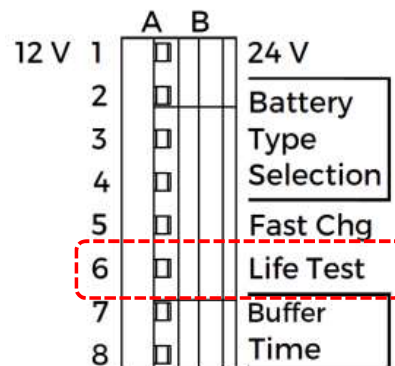 A B
12 V 1 24 V
2 Battery
3 Type
4 Selection
5 Fast Chg
6 Life Test
7 Buffer
8 Time